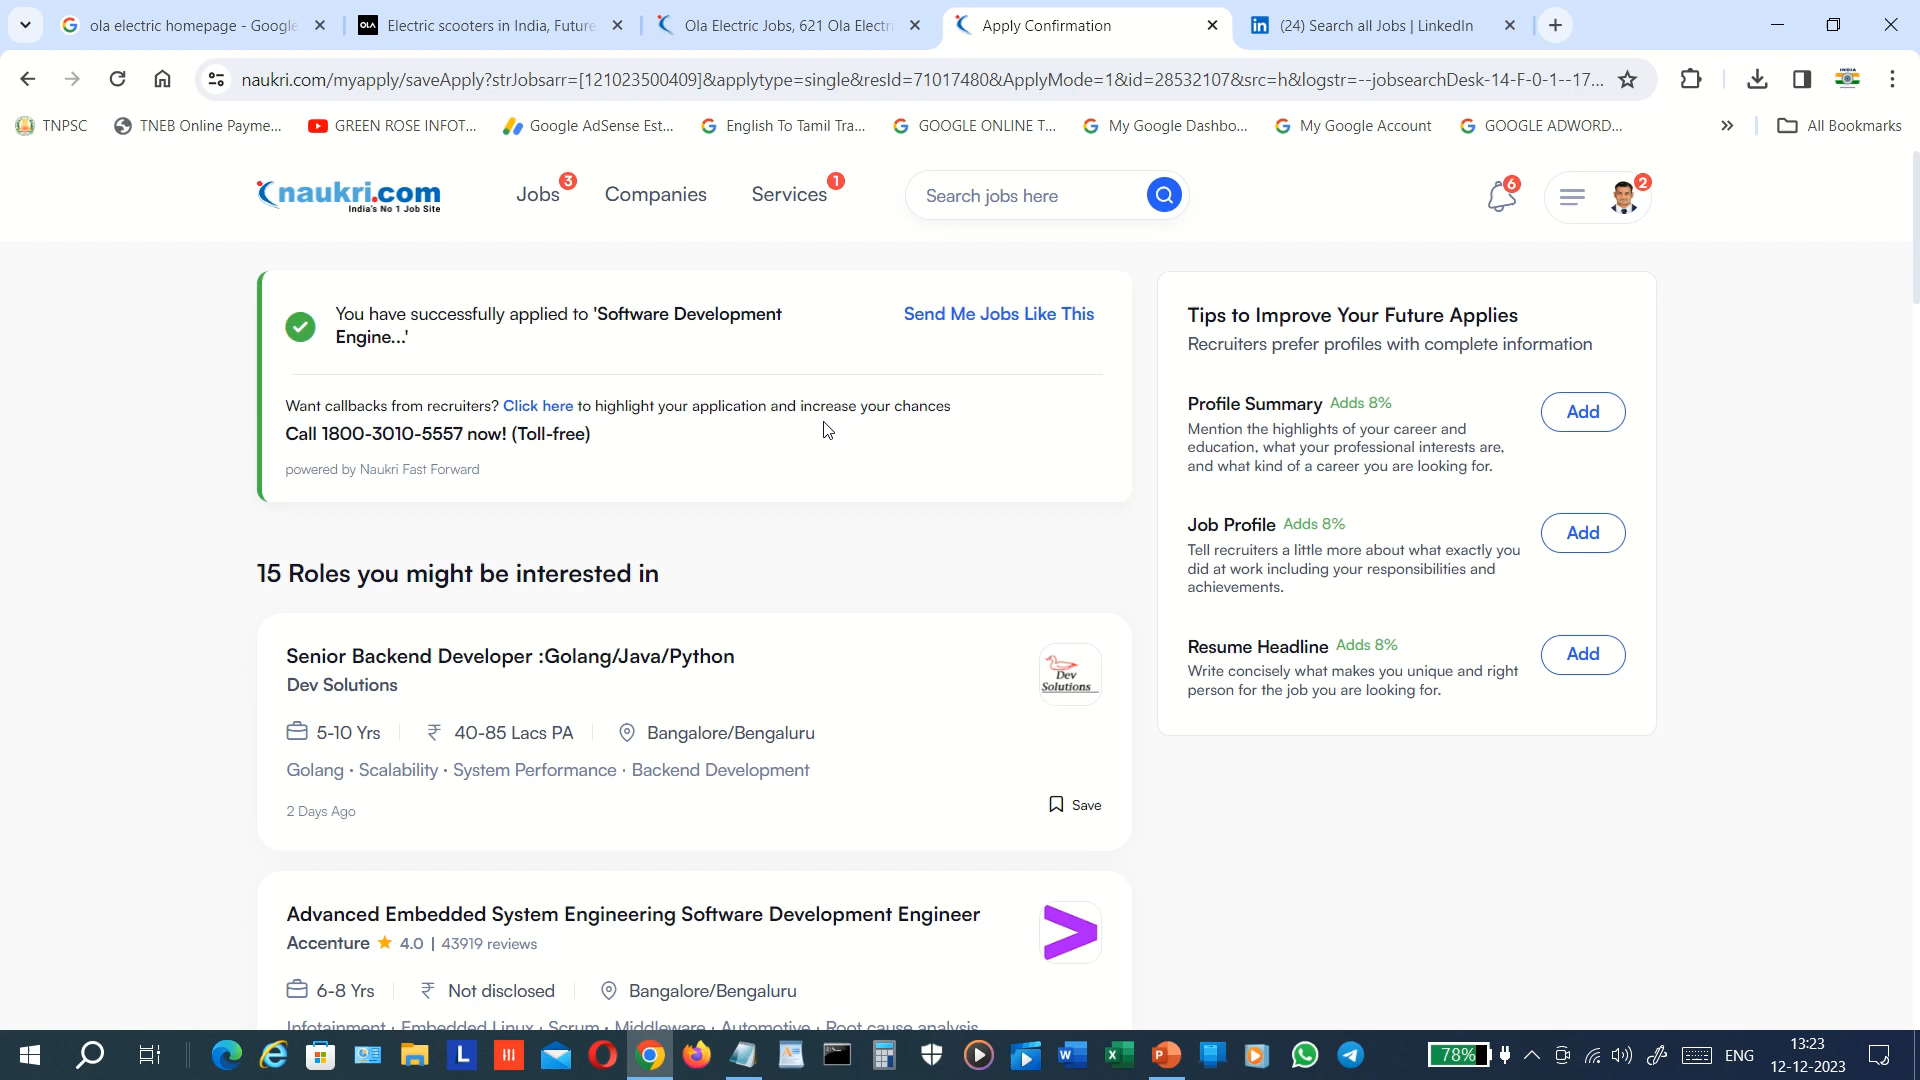 ola electric homepage - Google
Electric scooters in India, Future
Ola Electric Jobs, 621 Ola Electri
Apply Confirmation
(24) Search all Jobs | LinkedIn
naukri.com/myapply/saveApply?strJobsarr=[121023500409]&applytype=single&resId=71017480&ApplyMode=1&id=28532107&src=h&logstr=--jobsearchDesk-14-F-0-1--17...
TNPSC
TNEB Online Payme...
GREEN ROSE INFOT...
Google AdSense Est...
English To Tamil Tra...
GOOGLE ONLINE T...
My Google Dashbo...
My Google Account
GOOGLE ADWORD...
All Bookmarks
naukri.com
India's No 1 Job Site
Jobs 3
Companies
Services 1
Search jobs here
6
2
You have successfully applied to 'Software Development
Engine...'
Send Me Jobs Like This
Want callbacks from recruiters? Click here to highlight your application and increase your chances
Call 1800-3010-5557 now! (Toll-free)
powered by Naukri Fast Forward
Tips to Improve Your Future Applies
Recruiters prefer profiles with complete information
Profile Summary Adds 8%
Mention the highlights of your career and
education, what your professional interests are,
and what kind of a career you are looking for.
Add
Job Profile Adds 8%
Tell recruiters a little more about what exactly you
did at work including your responsibilities and
achievements.
Add
Resume Headline Adds 8%
Write concisely what makes you unique and right
person for the job you are looking for.
Add
15 Roles you might be interested in
Senior Backend Developer :Golang/Java/Python
Dev Solutions
Dev
Solutions
5-10 Yrs
₹ 40-85 Lacs PA
Bangalore/Bengaluru
Golang · Scalability · System Performance · Backend Development
2 Days Ago
Save
Advanced Embedded System Engineering Software Development Engineer
Accenture 4.0 | 43919 reviews
6-8 Yrs
₹ Not disclosed
Bangalore/Bengaluru
Infotainment · Embedded Linux · Scrum · Middleware · Automotive · Root cause analysis
78%
ENG
13:23
12-12-2023